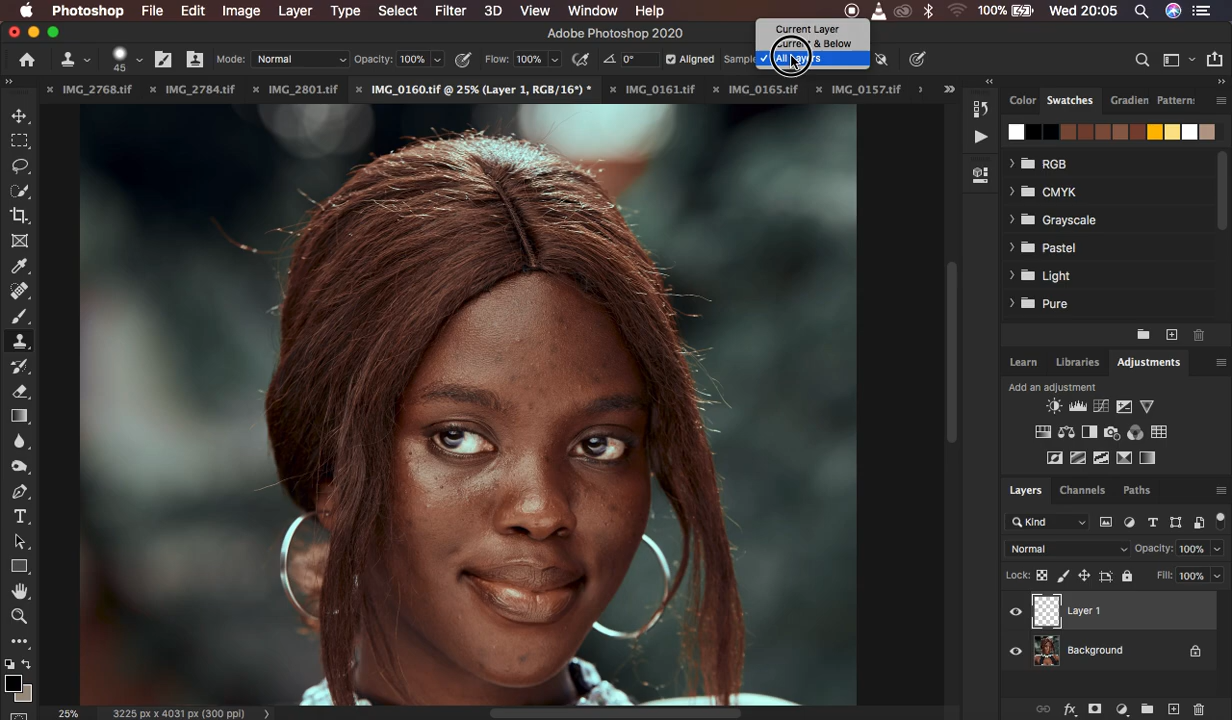 Photoshop File Edit Image Layer Type Select Filter 3D View Window Help 100% Wed 20:05
Adobe Photoshop 2020
Current Layer
Current & Below
All Layers
45 Mode: Normal Opacity: 100% Flow: 100% 0° Aligned Sample
IMG_2768.tif IMG_2784.tif IMG_2801.tif IMG_0160.tif @ 25% (Layer 1, RGB/16*) * IMG_0161.tif IMG_0165.tif IMG_0157.tif
Color Swatches Gradien Patterns
RGB
CMYK
Grayscale
Pastel
Light
Pure
Learn Libraries Adjustments
Add an adjustment
Layers Channels Paths
Kind
Normal Opacity: 100%
Lock: Fill: 100%
Layer 1
Background
25% 3225 px x 4031 px (300 ppi)